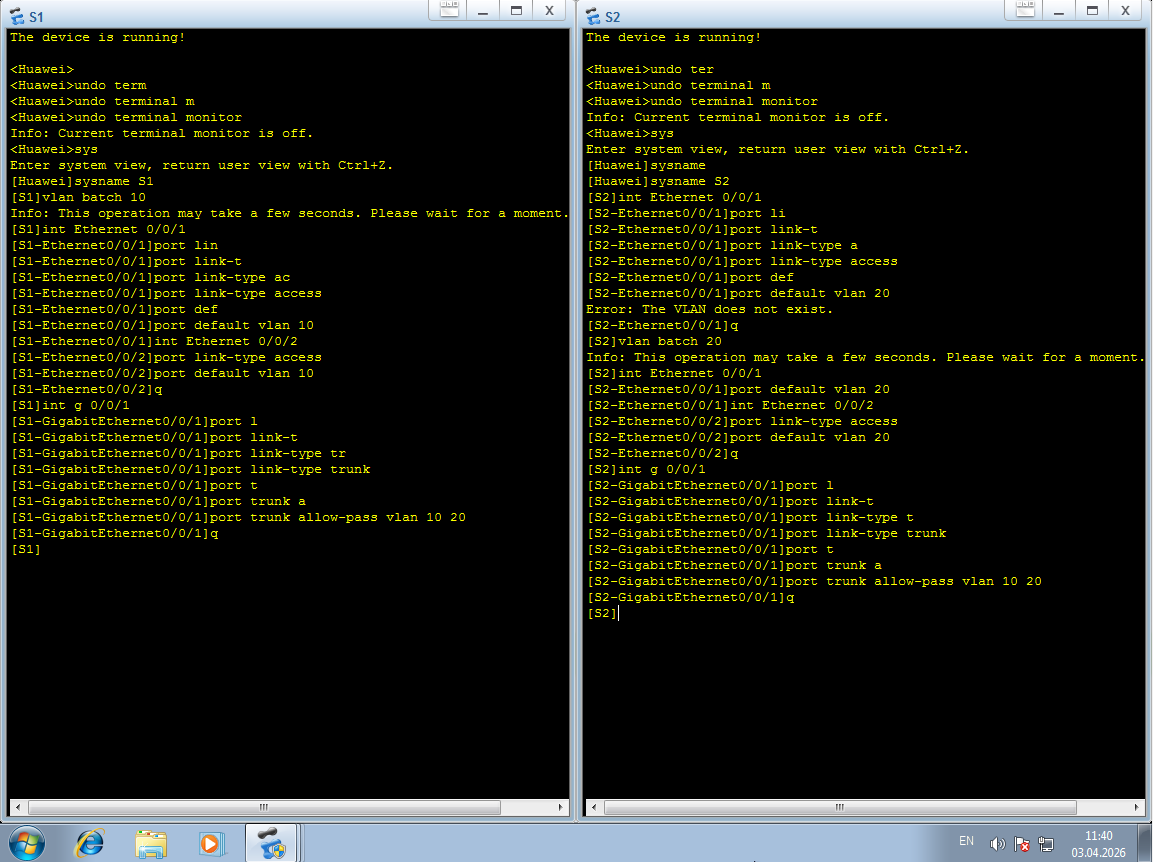 S1
The device is running!
<Huawei>
<Huawei>undo term
<Huawei>undo terminal m
<Huawei>undo terminal monitor
Info: Current terminal monitor is off.
<Huawei>sys
Enter system view, return user view with Ctrl+Z.
[Huawei]sysname S1
[S1]vlan batch 10
Info: This operation may take a few seconds. Please wait for a moment.
[S1]int Ethernet 0/0/1
[S1-Ethernet0/0/1]port lin
[S1-Ethernet0/0/1]port link-t
[S1-Ethernet0/0/1]port link-type ac
[S1-Ethernet0/0/1]port link-type access
[S1-Ethernet0/0/1]port def
[S1-Ethernet0/0/1]port default vlan 10
[S1-Ethernet0/0/1]int Ethernet 0/0/2
[S1-Ethernet0/0/2]port link-type access
[S1-Ethernet0/0/2]port default vlan 10
[S1-Ethernet0/0/2]q
[S1]int g 0/0/1
[S1-GigabitEthernet0/0/1]port l
[S1-GigabitEthernet0/0/1]port link-t
[S1-GigabitEthernet0/0/1]port link-type tr
[S1-GigabitEthernet0/0/1]port link-type trunk
[S1-GigabitEthernet0/0/1]port t
[S1-GigabitEthernet0/0/1]port trunk a
[S1-GigabitEthernet0/0/1]port trunk allow-pass vlan 10 20
[S1-GigabitEthernet0/0/1]q
[S1]
S2
The device is running!
<Huawei>undo ter
<Huawei>undo terminal m
<Huawei>undo terminal monitor
Info: Current terminal monitor is off.
<Huawei>sys
Enter system view, return user view with Ctrl+Z.
[Huawei]sysname
[Huawei]sysname S2
[S2]int Ethernet 0/0/1
[S2-Ethernet0/0/1]port li
[S2-Ethernet0/0/1]port link-t
[S2-Ethernet0/0/1]port link-type a
[S2-Ethernet0/0/1]port link-type access
[S2-Ethernet0/0/1]port def
[S2-Ethernet0/0/1]port default vlan 20
Error: The VLAN does not exist.
[S2-Ethernet0/0/1]q
[S2]vlan batch 20
Info: This operation may take a few seconds. Please wait for a moment.
[S2]int Ethernet 0/0/1
[S2-Ethernet0/0/1]port default vlan 20
[S2-Ethernet0/0/1]int Ethernet 0/0/2
[S2-Ethernet0/0/2]port link-type access
[S2-Ethernet0/0/2]port default vlan 20
[S2-Ethernet0/0/2]q
[S2]int g 0/0/1
[S2-GigabitEthernet0/0/1]port l
[S2-GigabitEthernet0/0/1]port link-t
[S2-GigabitEthernet0/0/1]port link-type t
[S2-GigabitEthernet0/0/1]port link-type trunk
[S2-GigabitEthernet0/0/1]port t
[S2-GigabitEthernet0/0/1]port trunk a
[S2-GigabitEthernet0/0/1]port trunk allow-pass vlan 10 20
[S2-GigabitEthernet0/0/1]q
[S2]
EN
11:40
03.04.2026